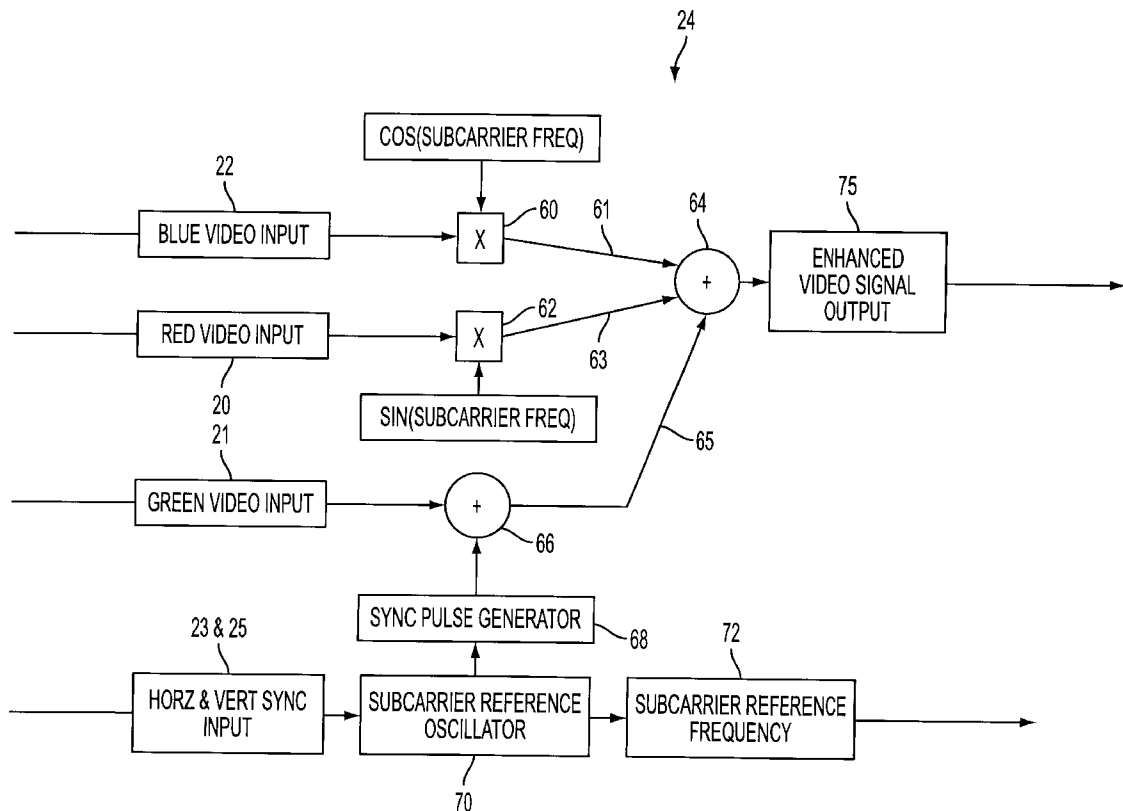 24
COS(SUBCARRIER FREQ)
22
BLUE VIDEO INPUT
X
60
61
64
+
75
ENHANCED
VIDEO SIGNAL
OUTPUT
RED VIDEO INPUT
20
X
62
63
SIN(SUBCARRIER FREQ)
21
GREEN VIDEO INPUT
+
66
65
SYNC PULSE GENERATOR
68
23 & 25
HORZ & VERT SYNC
INPUT
SUBCARRIER REFERENCE
OSCILLATOR
70
72
SUBCARRIER REFERENCE
FREQUENCY